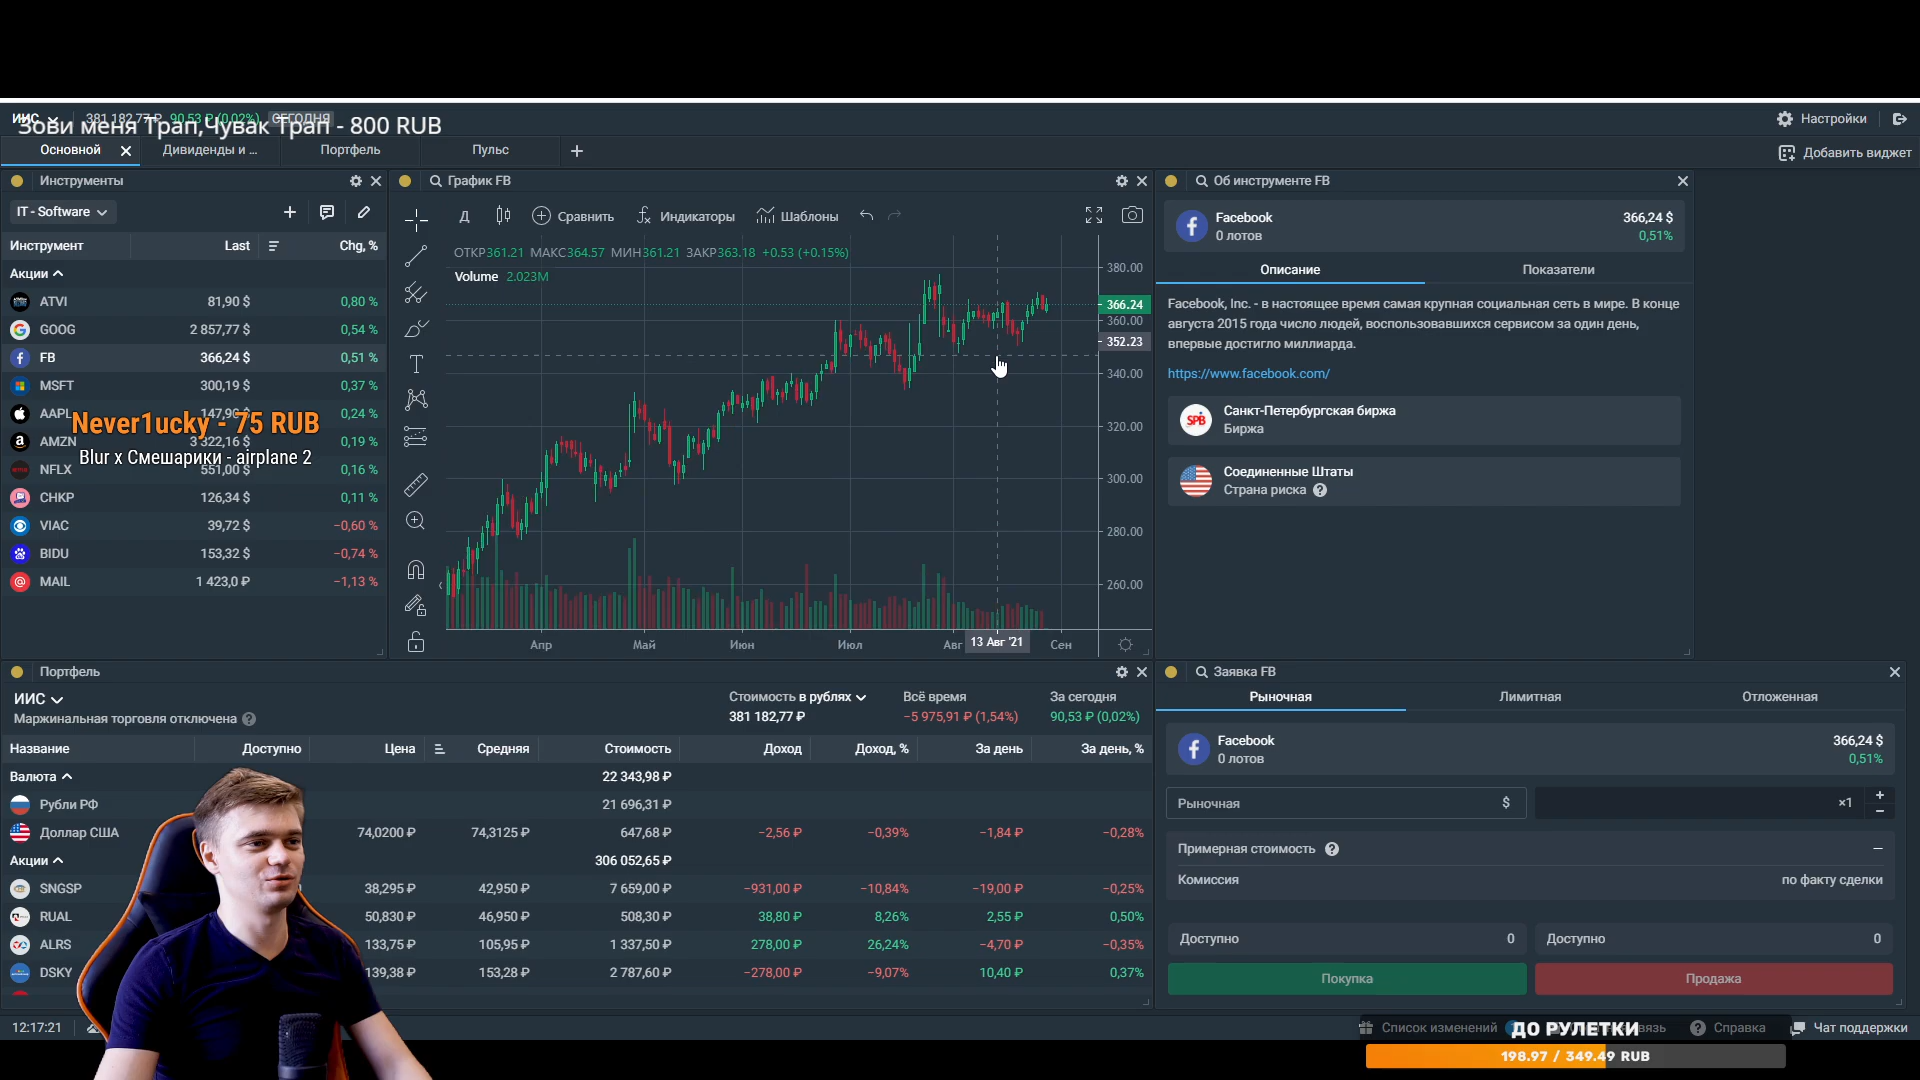 ИИС 381 182,77 ₽ 90,53 ₽ (0,02%) СЕГОДНЯ
Зови меня Трап,Чувак Трап - 800 RUB
Настройки
Основной
Дивиденды и ...
Портфель
Пульс
Добавить виджет
Инструменты
IT - Software
Инструмент Last Chg, %
Акции
ATVI 81,90 $ 0,80 %
GOOG 2 857,77 $ 0,54 %
FB 366,24 $ 0,51 %
MSFT 300,19 $ 0,37 %
AAPL 147,90 $ 0,24 %
Never1ucky - 75 RUB
AMZN 3 322,16 $ 0,19 %
Blur x Смешарики - airplane 2
NFLX 551,00 $ 0,16 %
CHKP 126,34 $ 0,11 %
VIAC 39,72 $ −0,60 %
BIDU 153,32 $ −0,74 %
MAIL 1 423,0 ₽ −1,13 %
График FB
Д Сравнить Индикаторы Шаблоны
ОТКР361.21 МАКС364.57 МИН361.21 ЗАКР363.18 +0.53 (+0.15%)
Volume 2.023M
380.00
366.24
360.00
352.23
340.00
320.00
300.00
280.00
260.00
Апр Май Июн Июл Авг 13 Авг '21 Сен
Об инструменте FB
Facebook 366,24 $
0 лотов 0,51%
Описание Показатели
Facebook, Inc. - в настоящее время самая крупная социальная сеть в мире. В конце
августа 2015 года число людей, воспользовавшихся сервисом за один день,
впервые достигло миллиарда.
https://www.facebook.com/
SPB
Санкт-Петербургская биржа
Биржа
Соединенные Штаты
Страна риска
Портфель
ИИС
Маржинальная торговля отключена
Стоимость в рублях Всё время За сегодня
381 182,77 ₽ −5 975,91 ₽ (1,54%) 90,53 ₽ (0,02%)
Название Доступно Цена Средняя Стоимость Доход Доход, % За день За день, %
Валюта 22 343,98 ₽
Рубли РФ 21 696,31 ₽
Доллар США 74,0200 ₽ 74,3125 ₽ 647,68 ₽ −2,56 ₽ −0,39% −1,84 ₽ −0,28%
Акции 306 052,65 ₽
SNGSP 38,295 ₽ 42,950 ₽ 7 659,00 ₽ −931,00 ₽ −10,84% −19,00 ₽ −0,25%
RUAL 50,830 ₽ 46,950 ₽ 508,30 ₽ 38,80 ₽ 8,26% 2,55 ₽ 0,50%
ALRS 133,75 ₽ 105,95 ₽ 1 337,50 ₽ 278,00 ₽ 26,24% −4,70 ₽ −0,35%
DSKY 139,38 ₽ 153,28 ₽ 2 787,60 ₽ −278,00 ₽ −9,07% 10,40 ₽ 0,37%
Заявка FB
Рыночная Лимитная Отложенная
Facebook 366,24 $
0 лотов 0,51%
Рыночная $ ×1
Примерная стоимость –
Комиссия по факту сделки
Доступно 0 Доступно 0
Покупка Продажа
12:17:21
Список изменений Справка Чат поддержки
ДО РУЛЕТКИ
198.97 / 349.49 RUB